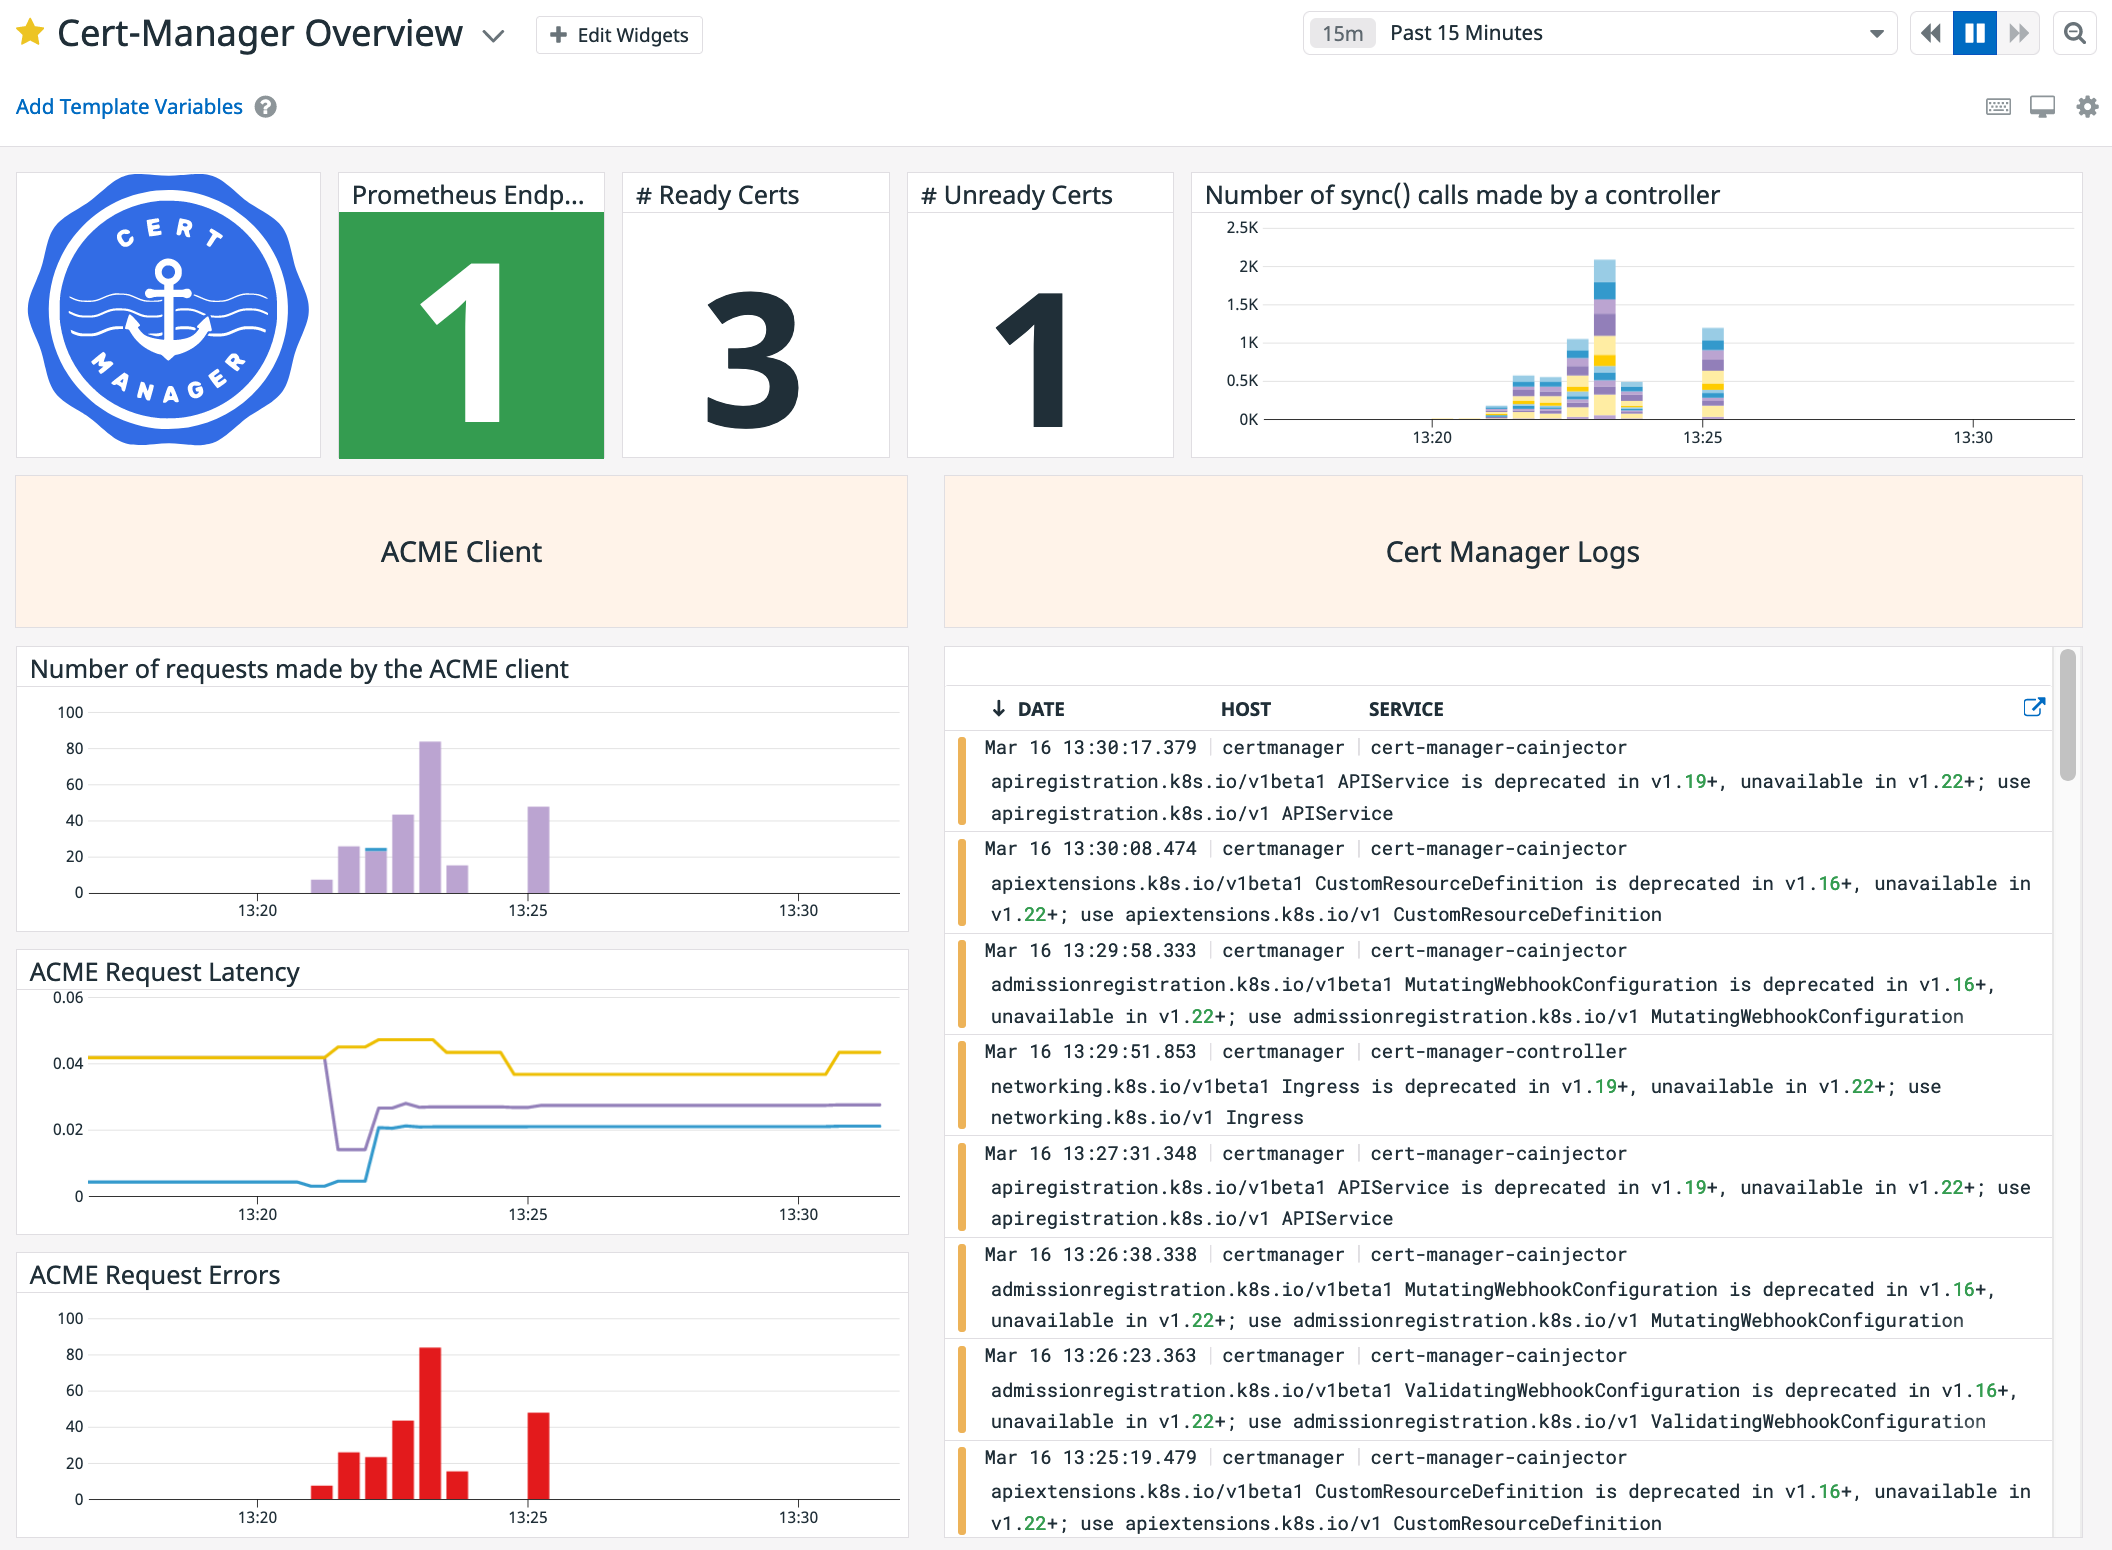 Cert-Manager Overview
Edit Widgets
15m Past 15 Minutes
Add Template Variables
CERT
MANAGER
Prometheus Endp...
1
# Ready Certs
3
# Unready Certs
1
Number of sync() calls made by a controller
2.5K
2K
1.5K
1K
0.5K
0K
13:20 13:25 13:30
ACME Client
Cert Manager Logs
Number of requests made by the ACME client
100
80
60
40
20
0
13:20 13:25 13:30
ACME Request Latency
0.06
0.04
0.02
0
13:20 13:25 13:30
ACME Request Errors
100
80
60
40
20
0
13:20 13:25 13:30
DATE HOST SERVICE
Mar 16 13:30:17.379 certmanager cert-manager-cainjector
apiregistration.k8s.io/v1beta1 APIService is deprecated in v1.19+, unavailable in v1.22+; use
apiregistration.k8s.io/v1 APIService
Mar 16 13:30:08.474 certmanager cert-manager-cainjector
apiextensions.k8s.io/v1beta1 CustomResourceDefinition is deprecated in v1.16+, unavailable in
v1.22+; use apiextensions.k8s.io/v1 CustomResourceDefinition
Mar 16 13:29:58.333 certmanager cert-manager-cainjector
admissionregistration.k8s.io/v1beta1 MutatingWebhookConfiguration is deprecated in v1.16+,
unavailable in v1.22+; use admissionregistration.k8s.io/v1 MutatingWebhookConfiguration
Mar 16 13:29:51.853 certmanager cert-manager-controller
networking.k8s.io/v1beta1 Ingress is deprecated in v1.19+, unavailable in v1.22+; use
networking.k8s.io/v1 Ingress
Mar 16 13:27:31.348 certmanager cert-manager-cainjector
apiregistration.k8s.io/v1beta1 APIService is deprecated in v1.19+, unavailable in v1.22+; use
apiregistration.k8s.io/v1 APIService
Mar 16 13:26:38.338 certmanager cert-manager-cainjector
admissionregistration.k8s.io/v1beta1 MutatingWebhookConfiguration is deprecated in v1.16+,
unavailable in v1.22+; use admissionregistration.k8s.io/v1 MutatingWebhookConfiguration
Mar 16 13:26:23.363 certmanager cert-manager-cainjector
admissionregistration.k8s.io/v1beta1 ValidatingWebhookConfiguration is deprecated in v1.16+,
unavailable in v1.22+; use admissionregistration.k8s.io/v1 ValidatingWebhookConfiguration
Mar 16 13:25:19.479 certmanager cert-manager-cainjector
apiextensions.k8s.io/v1beta1 CustomResourceDefinition is deprecated in v1.16+, unavailable in
v1.22+; use apiextensions.k8s.io/v1 CustomResourceDefinition